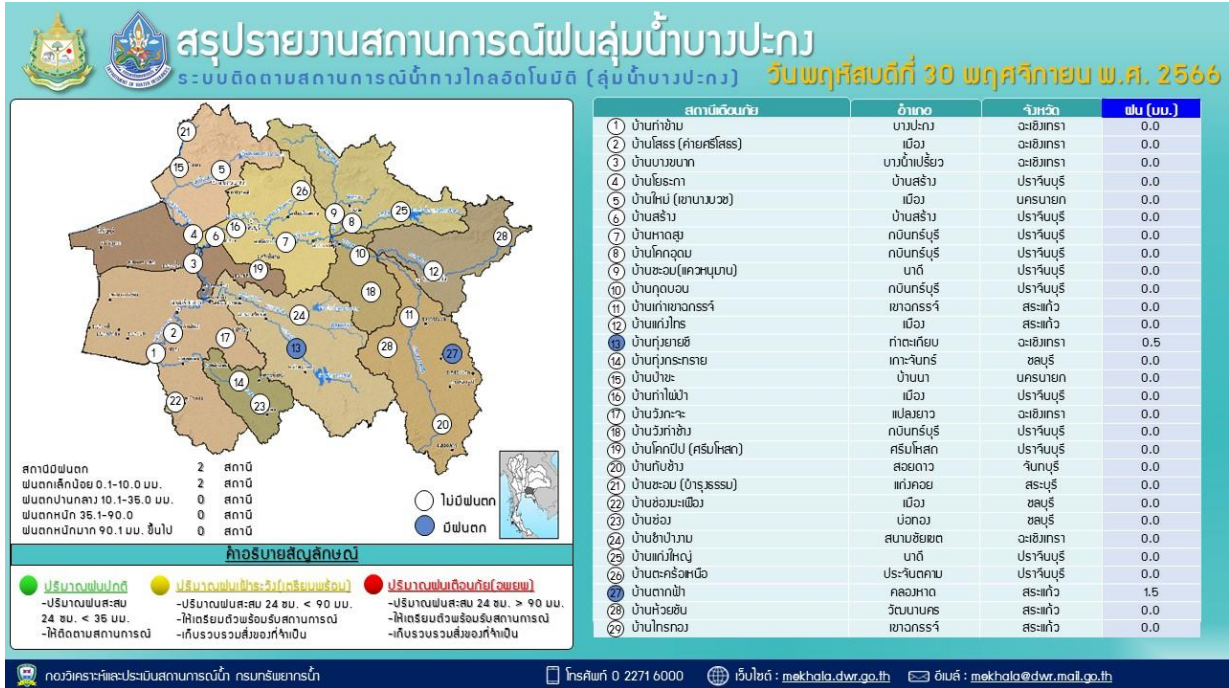 สรุปรายงานสถานการณ์ฝนลุ่มน้ำบางปะกง
ระบบติดตามสถานการณ์น้ำทางไกลอัตโนมัติ (ลุ่มน้ำบางปะกง)
วันพฤหัสบดีที่ 30 พฤศจิกายน พ.ศ. 2566
สถานีมีฝนตก 2 สถานี
ฝนตกเล็กน้อย 0.1-10.0 มม. 2 สถานี
ฝนตกปานกลาง 10.1-35.0 มม. 0 สถานี
ฝนตกหนัก 35.1-90.0 0 สถานี
ฝนตกหนักมาก 90.1 มม. ขึ้นไป 0 สถานี
ไม่มีฝนตก
มีฝนตก
คำอธิบายสัญลักษณ์
ปริมาณฝนปกติ
-ปริมาณฝนสะสม
24 ชม. < 35 มม.
-ให้ติดตามสถานการณ์
ปริมาณฝนเฝ้าระวัง(เตรียมพร้อม)
-ปริมาณฝนสะสม 24 ชม. < 90 มม.
-ให้เตรียมตัวพร้อมรับสถานการณ์
-เก็บรวบรวมสิ่งของที่จำเป็น
ปริมาณฝนเตือนภัย(อพยพ)
-ปริมาณฝนสะสม 24 ชม. > 90 มม.
-ให้เตรียมตัวพร้อมรับสถานการณ์
-เก็บรวบรวมสิ่งของที่จำเป็น
สถานีเตือนภัย อำเภอ จังหวัด ฝน (มม.)
1 บ้านท่าข้าม บางปะกง ฉะเชิงเทรา 0.0
2 บ้านโสธร (ค่ายศรีโสธร) เมือง ฉะเชิงเทรา 0.0
3 บ้านบางขนาก บางน้ำเปรี้ยว ฉะเชิงเทรา 0.0
4 บ้านโยธะกา บ้านสร้าง ปราจีนบุรี 0.0
5 บ้านใหม่ (เขานางบวช) เมือง นครนายก 0.0
6 บ้านสร้าง บ้านสร้าง ปราจีนบุรี 0.0
7 บ้านหาดสูง กบินทร์บุรี ปราจีนบุรี 0.0
8 บ้านโคกอุดม กบินทร์บุรี ปราจีนบุรี 0.0
9 บ้านชะอม(แควหนุมาน) นาดี ปราจีนบุรี 0.0
10 บ้านกุดบอน กบินทร์บุรี ปราจีนบุรี 0.0
11 บ้านเก่าเขาฉกรรจ์ เขาฉกรรจ์ สระแก้ว 0.0
12 บ้านแก่งไทร เมือง สระแก้ว 0.0
13 บ้านทุ่งยายชี ท่าตะเกียบ ฉะเชิงเทรา 0.5
14 บ้านทุ่งกระทราย เกาะจันทร์ ชลบุรี 0.0
15 บ้านป่าขะ บ้านนา นครนายก 0.0
16 บ้านท่าไผ่ป่า เมือง ปราจีนบุรี 0.0
17 บ้านวังกะจะ แปลงยาว ฉะเชิงเทรา 0.0
18 บ้านวังท่าช้าง กบินทร์บุรี ปราจีนบุรี 0.0
19 บ้านโคกปีป (ศรีมโหสถ) ศรีมโหสถ ปราจีนบุรี 0.0
20 บ้านทับช้าง สอยดาว จันทบุรี 0.0
21 บ้านชะอม (บำรุงธรรม) แก่งคอย สระบุรี 0.0
22 บ้านช่องมะเฟือง เมือง ชลบุรี 0.0
23 บ้านช่อง บ่อทอง ชลบุรี 0.0
24 บ้านชำป่างาม สนามชัยเขต ฉะเชิงเทรา 0.0
25 บ้านแก่งใหญ่ นาดี ปราจีนบุรี 0.0
26 บ้านตะคร้อเหนือ ประจันตคาม ปราจีนบุรี 0.0
27 บ้านตากฟ้า คลองหาด สระแก้ว 1.5
28 บ้านห้วยชัน วัฒนานคร สระแก้ว 0.0
29 บ้านไทรทอง เขาฉกรรจ์ สระแก้ว 0.0
กองวิเคราะห์และประเมินสถานการณ์น้ำ กรมทรัพยากรน้ำ
โทรศัพท์ 0 2271 6000
เว็บไซต์ : mekhala.dwr.go.th
อีเมล์ : mekhala@dwr.mail.go.th